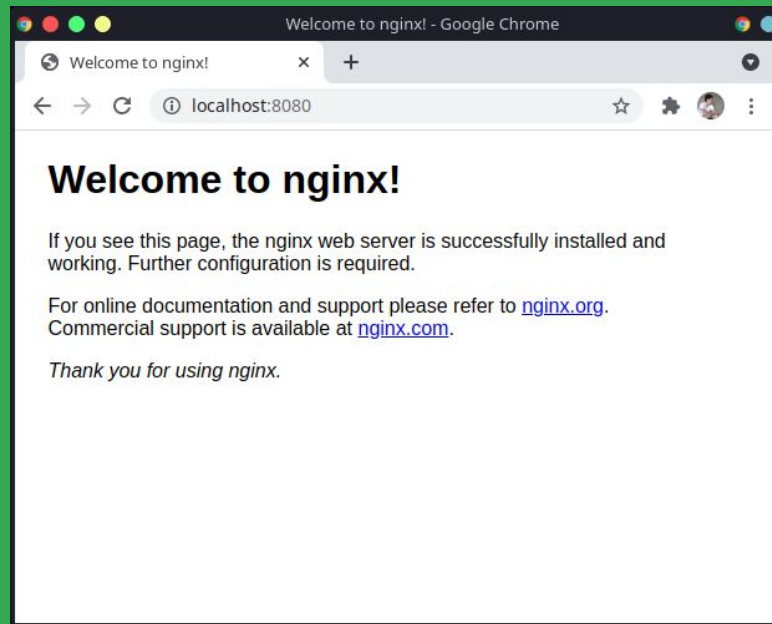 Welcome to nginx! - Google Chrome
Welcome to nginx!
localhost:8080
Welcome to nginx!
If you see this page, the nginx web server is successfully installed and
working. Further configuration is required.
For online documentation and support please refer to nginx.org.
Commercial support is available at nginx.com.
Thank you for using nginx.